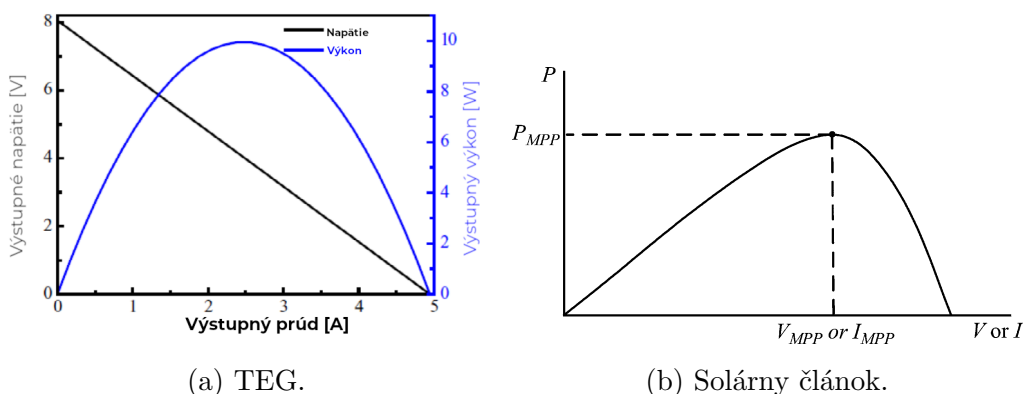 Napätie
Výkon
Výstupné napätie [V]
8
6
4
2
0
10
8
6
4
2
0
Výstupný výkon [W]
0 1 2 3 4 5
Výstupný prúd [A]
(a) TEG.
P
P_MPP
V_MPP or I_MPP
V or I
(b) Solárny článok.